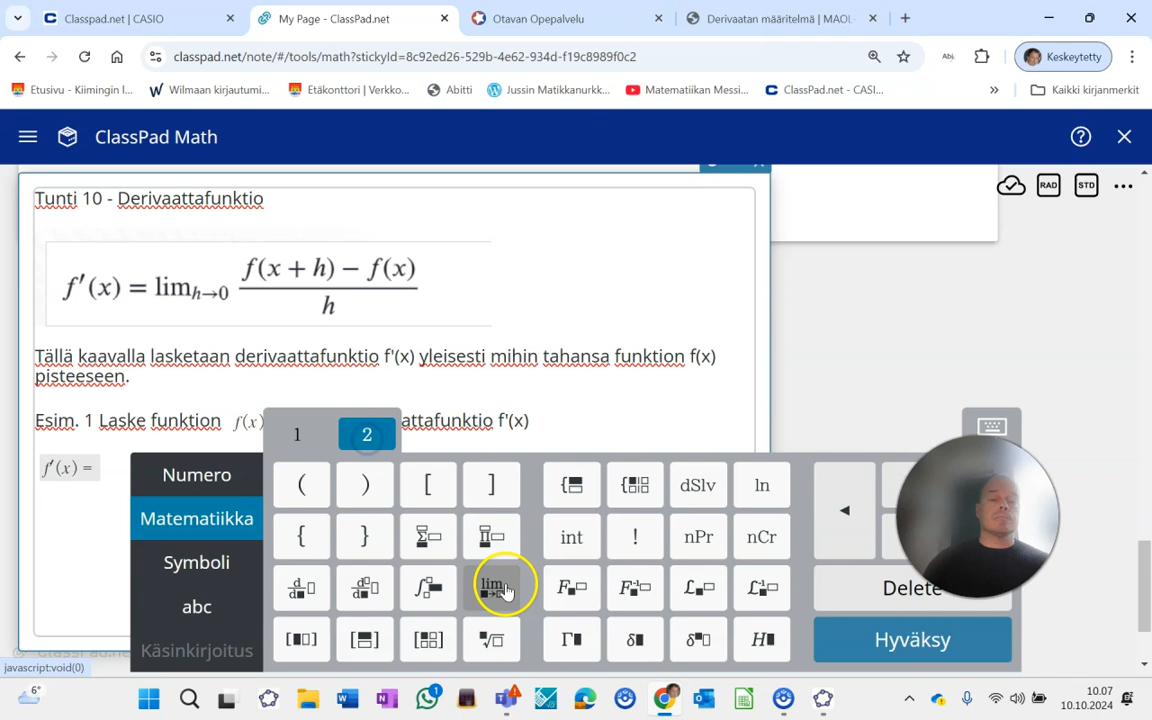 Classpad.net | CASIO
My Page - ClassPad.net
Otavan Opepalvelu
Derivaatan määritelmä | MAOL
classpad.net/note/#/tools/math?stickyId=8c92ed26-529b-4e62-934d-f19c8989f0c2
Keskeytetty
Etusivu - Kiimingin l...
Wilmaan kirjautumi...
Etäkonttori | Verkko...
Abitti
Jussin Matikkanurkk...
Matematiikan Messi...
ClassPad.net - CASI...
Kaikki kirjanmerkit
ClassPad Math
RAD
STD
Tunti 10 - Derivaattafunktio
f′(x) = lim h→0 f(x + h) − f(x) / h
Tällä kaavalla lasketaan derivaattafunktio f'(x) yleisesti mihin tahansa funktion f(x)
pisteeseen.
Esim. 1 Laske funktion f(x) attafunktio f'(x)
f′(x) =
1 2
Numero
Matematiikka
Symboli
abc
Käsinkirjoitus
( ) [ ] dSlv ln
{ } Σ Π int ! nPr nCr
d/d d/d ∫ lim F F⁻¹ L L⁻¹
[ ] [ ] [ ] √ Γ δ δ H
◄
Delete
Hyväksy
javascript:void(0)
6°
1
10.07
10.10.2024